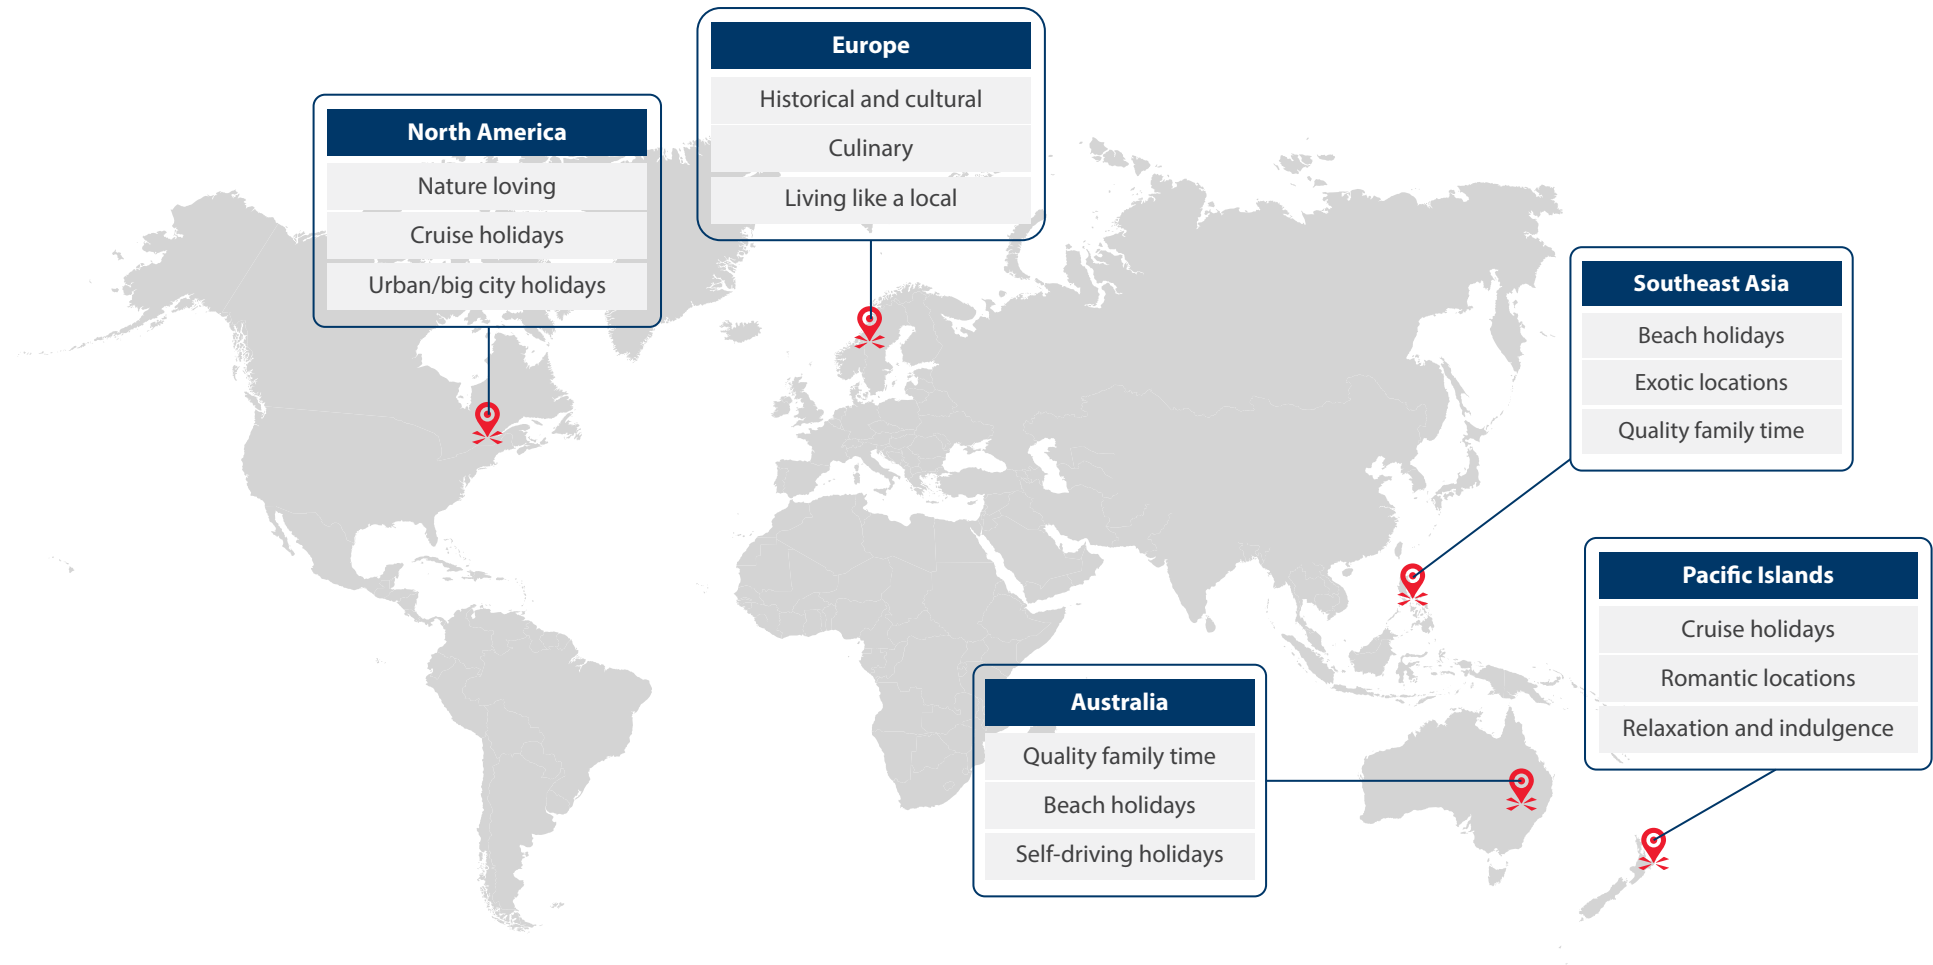 Europe
Historical and cultural
Culinary
Living like a local
North America
Nature loving
Cruise holidays
Urban/big city holidays
Southeast Asia
Beach holidays
Exotic locations
Quality family time
Pacific Islands
Cruise holidays
Romantic locations
Relaxation and indulgence
Australia
Quality family time
Beach holidays
Self-driving holidays